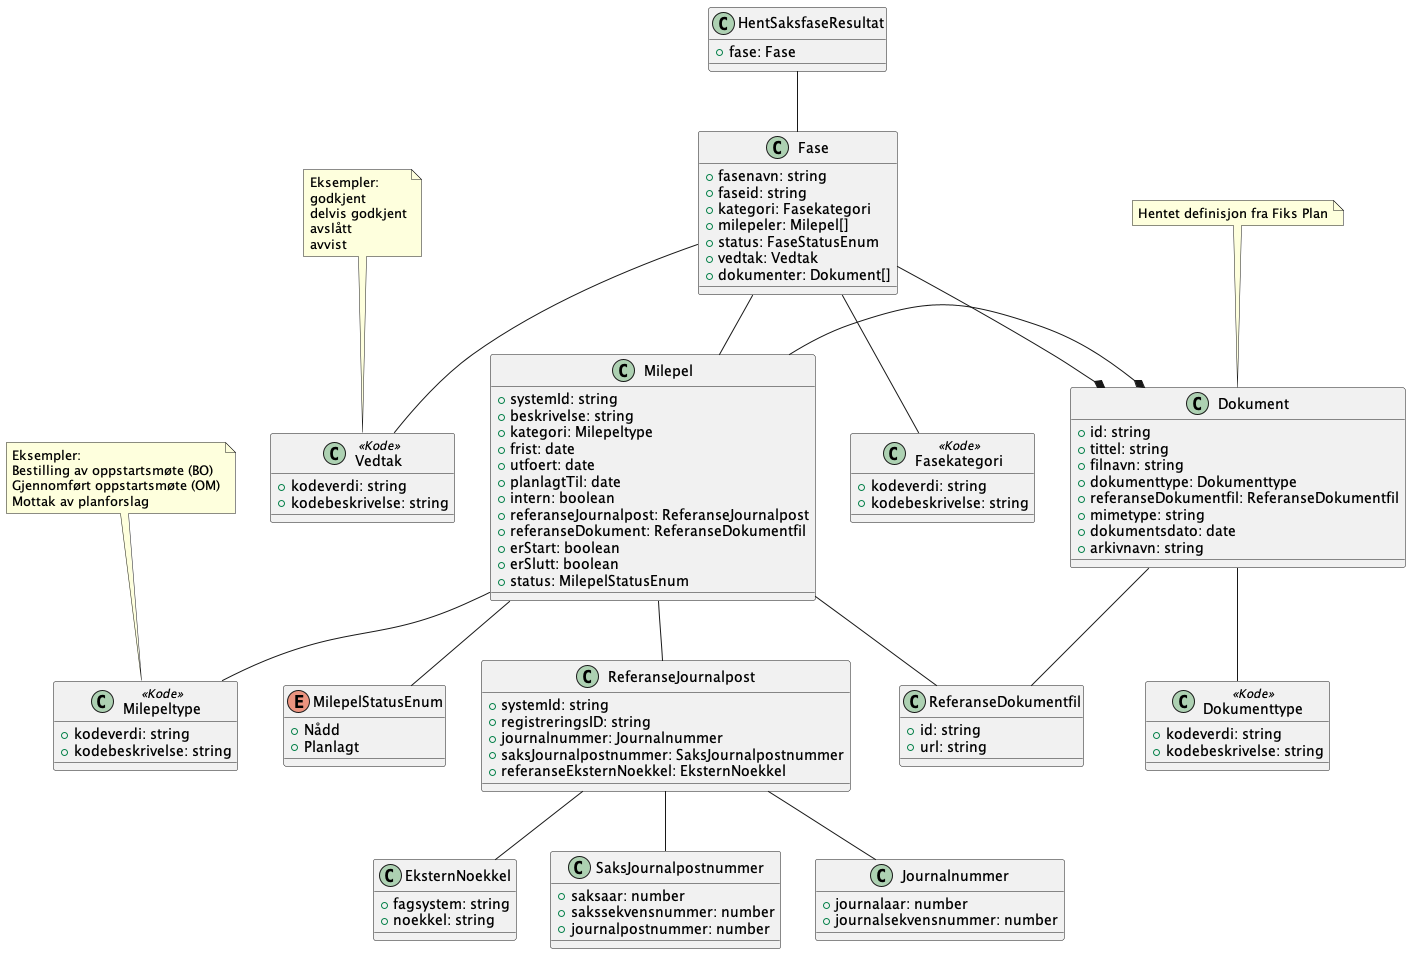 C HentSaksfaseResultat
fase: Fase
C Fase
fasenavn: string
faseid: string
kategori: Fasekategori
milepeler: Milepel[]
status: FaseStatusEnum
vedtak: Vedtak
dokumenter: Dokument[]
Eksempler:
godkjent
delvis godkjent
avslått
avvist
Hentet definisjon fra Fiks Plan
C Milepel
systemId: string
beskrivelse: string
kategori: Milepeltype
frist: date
utfoert: date
planlagtTil: date
intern: boolean
referanseJournalpost: ReferanseJournalpost
referanseDokument: ReferanseDokumentfil
erStart: boolean
erSlutt: boolean
status: MilepelStatusEnum
C Dokument
id: string
tittel: string
filnavn: string
dokumenttype: Dokumenttype
referanseDokumentfil: ReferanseDokumentfil
mimetype: string
dokumentsdato: date
arkivnavn: string
«Kode»
C Vedtak
kodeverdi: string
kodebeskrivelse: string
«Kode»
C Fasekategori
kodeverdi: string
kodebeskrivelse: string
Eksempler:
Bestilling av oppstartsmøte (BO)
Gjennomført oppstartsmøte (OM)
Mottak av planforslag
«Kode»
C Milepeltype
kodeverdi: string
kodebeskrivelse: string
E MilepelStatusEnum
Nådd
Planlagt
C ReferanseJournalpost
systemId: string
registreringsID: string
journalnummer: Journalnummer
saksJournalpostnummer: SaksJournalpostnummer
referanseEksternNoekkel: EksternNoekkel
C ReferanseDokumentfil
id: string
url: string
«Kode»
C Dokumenttype
kodeverdi: string
kodebeskrivelse: string
C EksternNoekkel
fagsystem: string
noekkel: string
C SaksJournalpostnummer
saksaar: number
sakssekvensnummer: number
journalpostnummer: number
C Journalnummer
journalaar: number
journalsekvensnummer: number